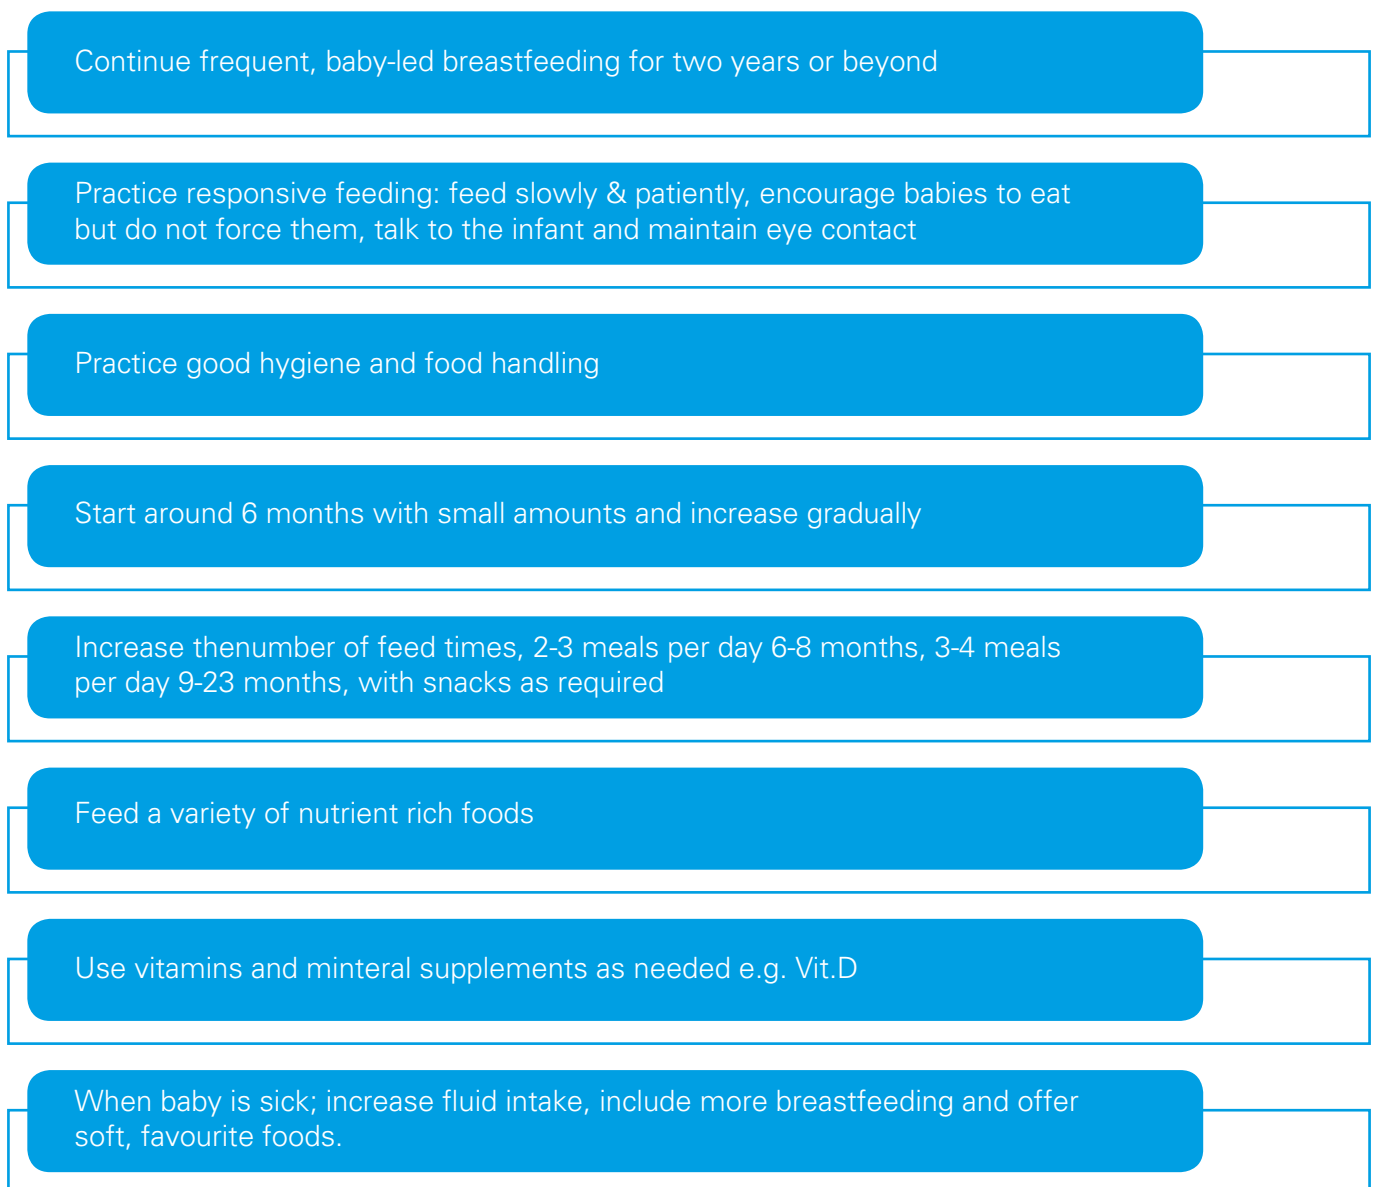 Continue frequent, baby-led breastfeeding for two years or beyond
Practice responsive feeding: feed slowly & patiently, encourage babies to eat
but do not force them, talk to the infant and maintain eye contact
Practice good hygiene and food handling
Start around 6 months with small amounts and increase gradually
Increase thenumber of feed times, 2-3 meals per day 6-8 months, 3-4 meals
per day 9-23 months, with snacks as required
Feed a variety of nutrient rich foods
Use vitamins and minteral supplements as needed e.g. Vit.D
When baby is sick; increase fluid intake, include more breastfeeding and offer
soft, favourite foods.